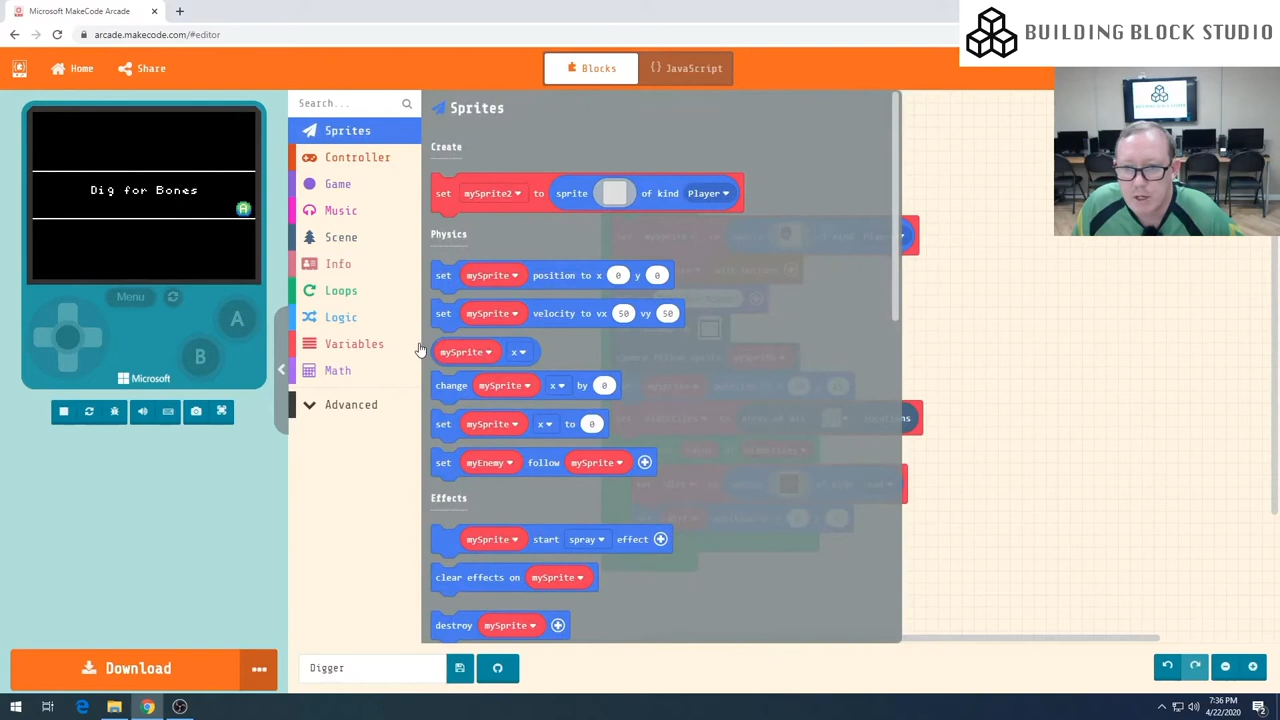 Microsoft MakeCode Arcade
arcade.makecode.com/#editor
BUILDING BLOCK STUDIO
Home
Share
Blocks
{} JavaScript
Search...
Sprites
Controller
Game
Music
Scene
Info
Loops
Logic
Variables
Math
Advanced
Dig for Bones
A
Menu
A
B
Microsoft
Sprites
Create
set mySprite2 to sprite of kind Player
Physics
set mySprite position to x 0 y 0
set mySprite velocity to vx 50 vy 50
mySprite x
change mySprite x by 0
set mySprite x to 0
set myEnemy follow mySprite
Effects
mySprite start spray effect
clear effects on mySprite
destroy mySprite
Download
Digger
7:36 PM
4/22/2020
2